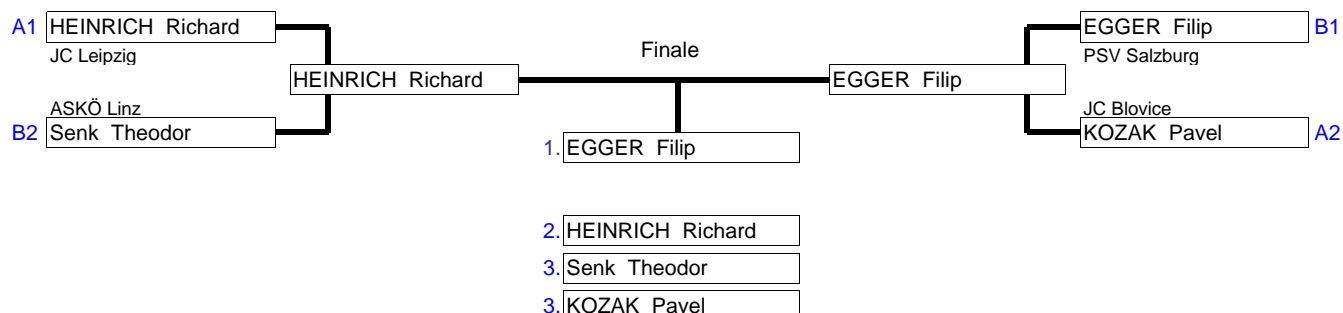 A1 HEINRICH Richard
JC Leipzig
ASKÖ Linz
B2 Senk Theodor
HEINRICH Richard
Finale
EGGER Filip
EGGER Filip B1
PSV Salzburg
JC Blovice
KOZAK Pavel A2
1. EGGER Filip
2. HEINRICH Richard
3. Senk Theodor
3. KOZAK Pavel